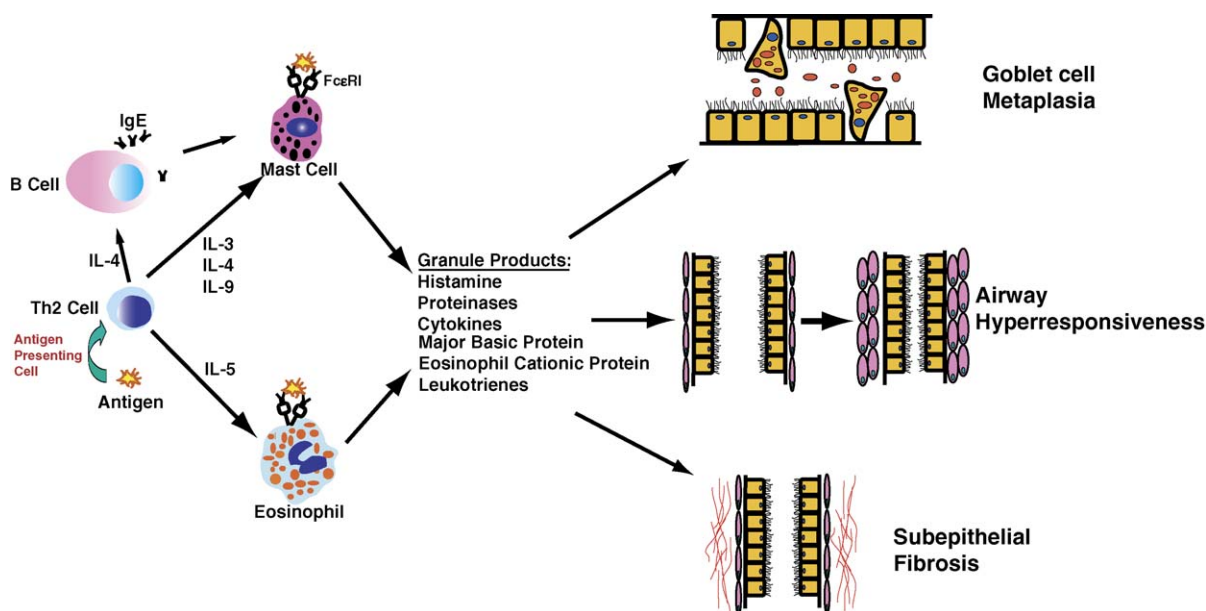 IgE
FcεRI
B Cell
Mast Cell
Goblet cell
Metaplasia
IL-4
IL-3
IL-4
IL-9
Th2 Cell
Antigen
Presenting
Cell
Antigen
IL-5
Eosinophil
Granule Products:
Histamine
Proteinases
Cytokines
Major Basic Protein
Eosinophil Cationic Protein
Leukotrienes
Airway
Hyperresponsiveness
Subepithelial
Fibrosis